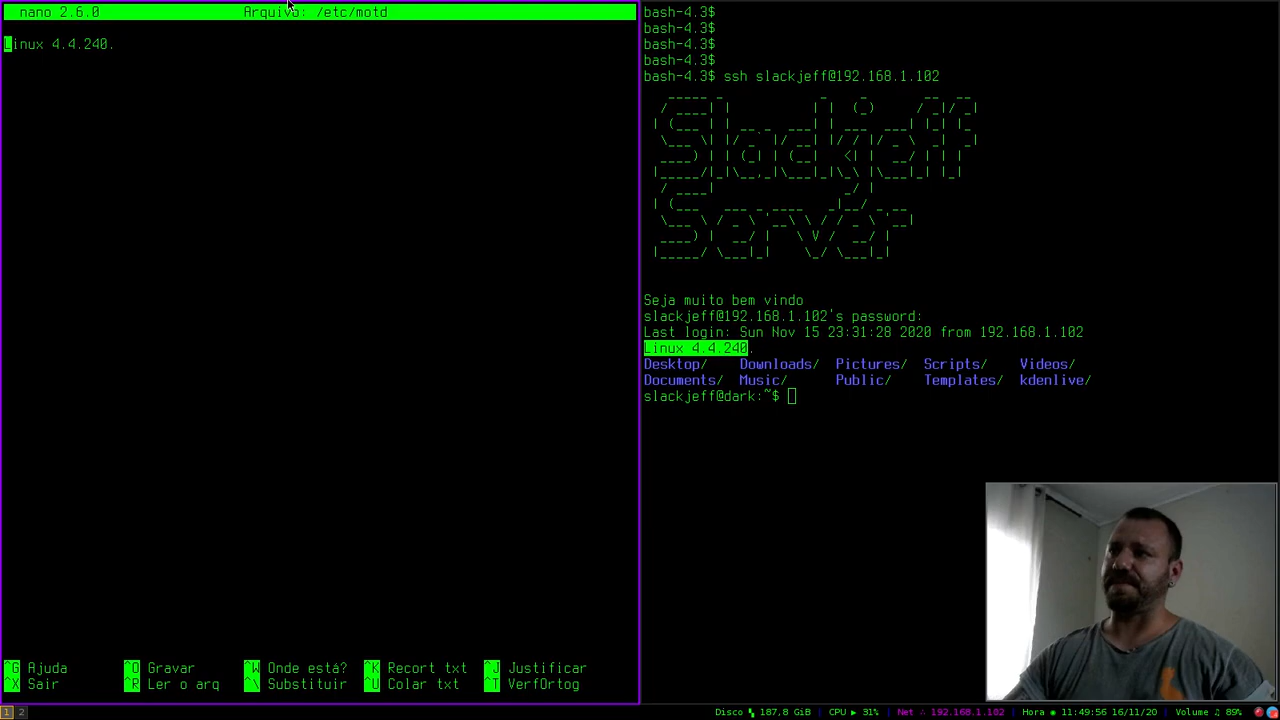 nano 2.6.0 Arquivo: /etc/motd
Linux 4.4.240.
^G Ajuda ^O Gravar ^W Onde está? ^K Recort txt ^J Justificar
^X Sair ^R Ler o arq ^\ Substituir ^U Colar txt ^T VerfOrtog
bash-4.3$
bash-4.3$
bash-4.3$
bash-4.3$
bash-4.3$ ssh slackjeff@192.168.1.102
Slackjeff
Server
Seja muito bem vindo
slackjeff@192.168.1.102's password:
Last login: Sun Nov 15 23:31:28 2020 from 192.168.1.102
Linux 4.4.240.
Desktop/ Downloads/ Pictures/ Scripts/ Videos/
Documents/ Music/ Public/ Templates/ kdenlive/
slackjeff@dark:~$
1 2 Disco 187,8 GiB | CPU ▶ 31% | Net ∴ 192.168.1.102 | Hora ◉ 11:49:56 16/11/20 | Volume ♫ 89%